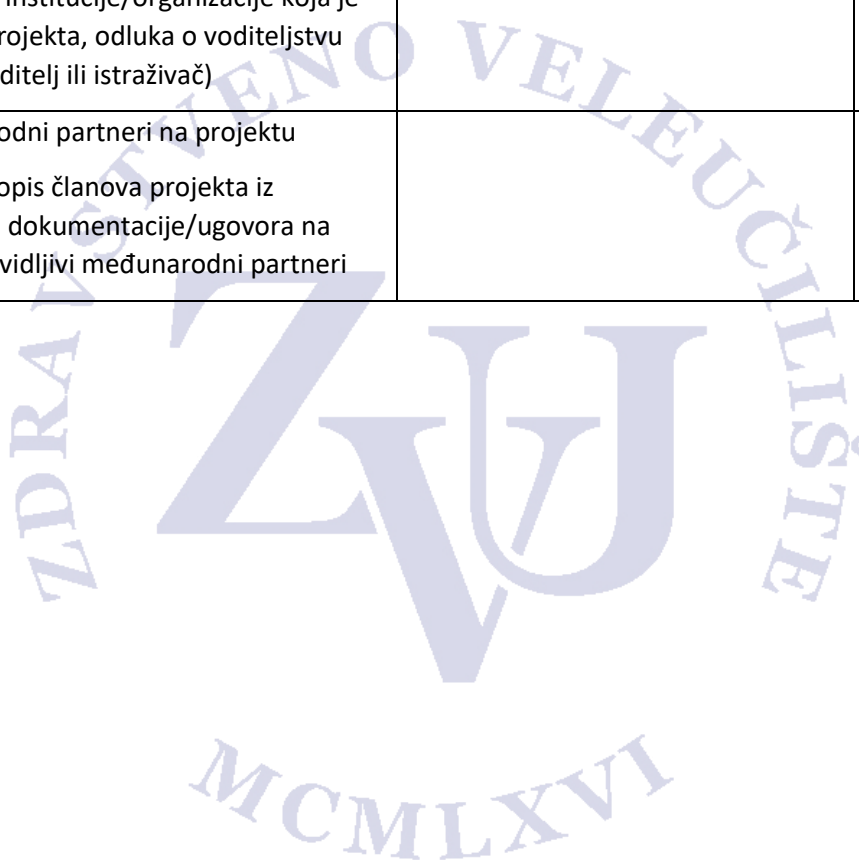 institucije/organizacije koja je
rojekta, odluka o voditeljstvu
ditelj ili istraživač)
odni partneri na projektu
opis članova projekta iz
dokumentacije/ugovora na
vidljivi međunarodni partneri
ZDRAVSTVENO VELEUČILIŠTE
ZVU
MCMLXVI